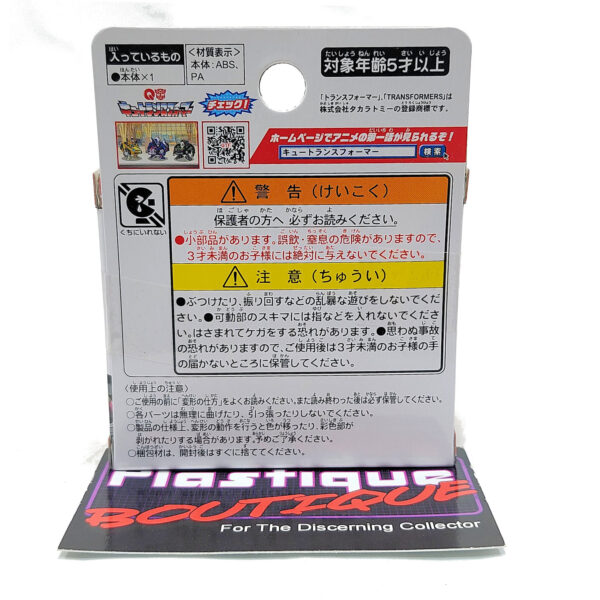 入っているもの
●本体×1
<材質表示>
本体：ABS、
PA
対象年齢5才以上
「トランスフォーマー」、「TRANSFORMERS」は
株式会社タカラトミーの登録商標です。
キュートランスフォーマー
チェック!
ホームページでアニメの第一話が見られるぞ!
キュートランスフォーマー 検索
くちにいれない
警告（けいこく）
保護者の方へ 必ずお読みください。
●小部品があります。誤飲・窒息の危険がありますので、
3才未満のお子様には絶対に与えないでください。
注意（ちゅうい）
●ぶつけたり、振り回すなどの乱暴な遊びをしないでくださ
い。●可動部のスキマには指などを入れないでくださ
い。はさまれてケガをする恐れがあります。●思わぬ事故
の恐れがありますので、ご使用後は3才未満のお子様の手
の届かないところに保管してください。
〈使用上の注意〉
○ご使用の前に「変形の仕方」をよくお読みください。また読み終わった後は必ず保管してください。
○各パーツは無理に曲げたり、引っ張ったりしないでください。
○製品の仕様上、変形の動作を行うと色が移ったり、彩色部が
剥がれたりする場合があります。予めご了承ください。
○梱包材は、開封後はすぐに捨ててください。
Plastique
BOUTIQUE
For The Discerning Collector